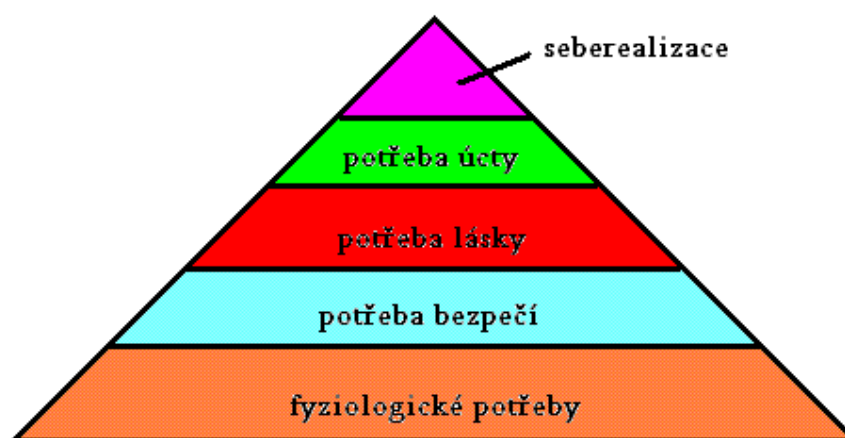 seberealizace
potřeba úcty
potřeba lásky
potřeba bezpečí
fyziologické potřeby